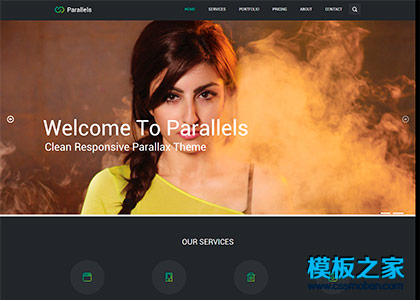 Parallels
HOME SERVICES PORTFOLIO PRICING ABOUT CONTACT
Welcome To Parallels
Clean Responsive Parallax Theme
OUR SERVICES
模板之家
www.cssmoban.com